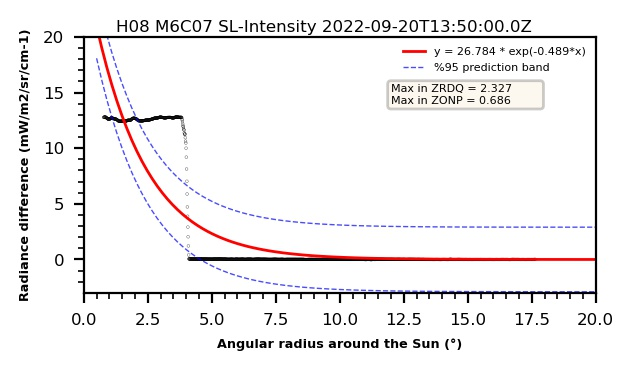 H08 M6C07 SL-Intensity 2022-09-20T13:50:00.0Z
y = 26.784 * exp(-0.489*x)
%95 prediction band
Max in ZRDQ = 2.327
Max in ZONP = 0.686
Radiance difference (mW/m2/sr/cm-1)
20
15
10
5
0
0.0 2.5 5.0 7.5 10.0 12.5 15.0 17.5 20.0
Angular radius around the Sun (°)